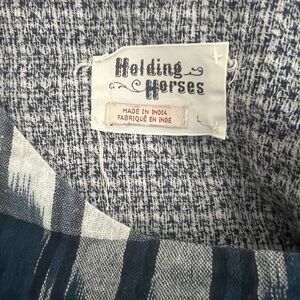 Holding
Horses
MADE IN INDIA
FABRIQUÉ EN INDE
L